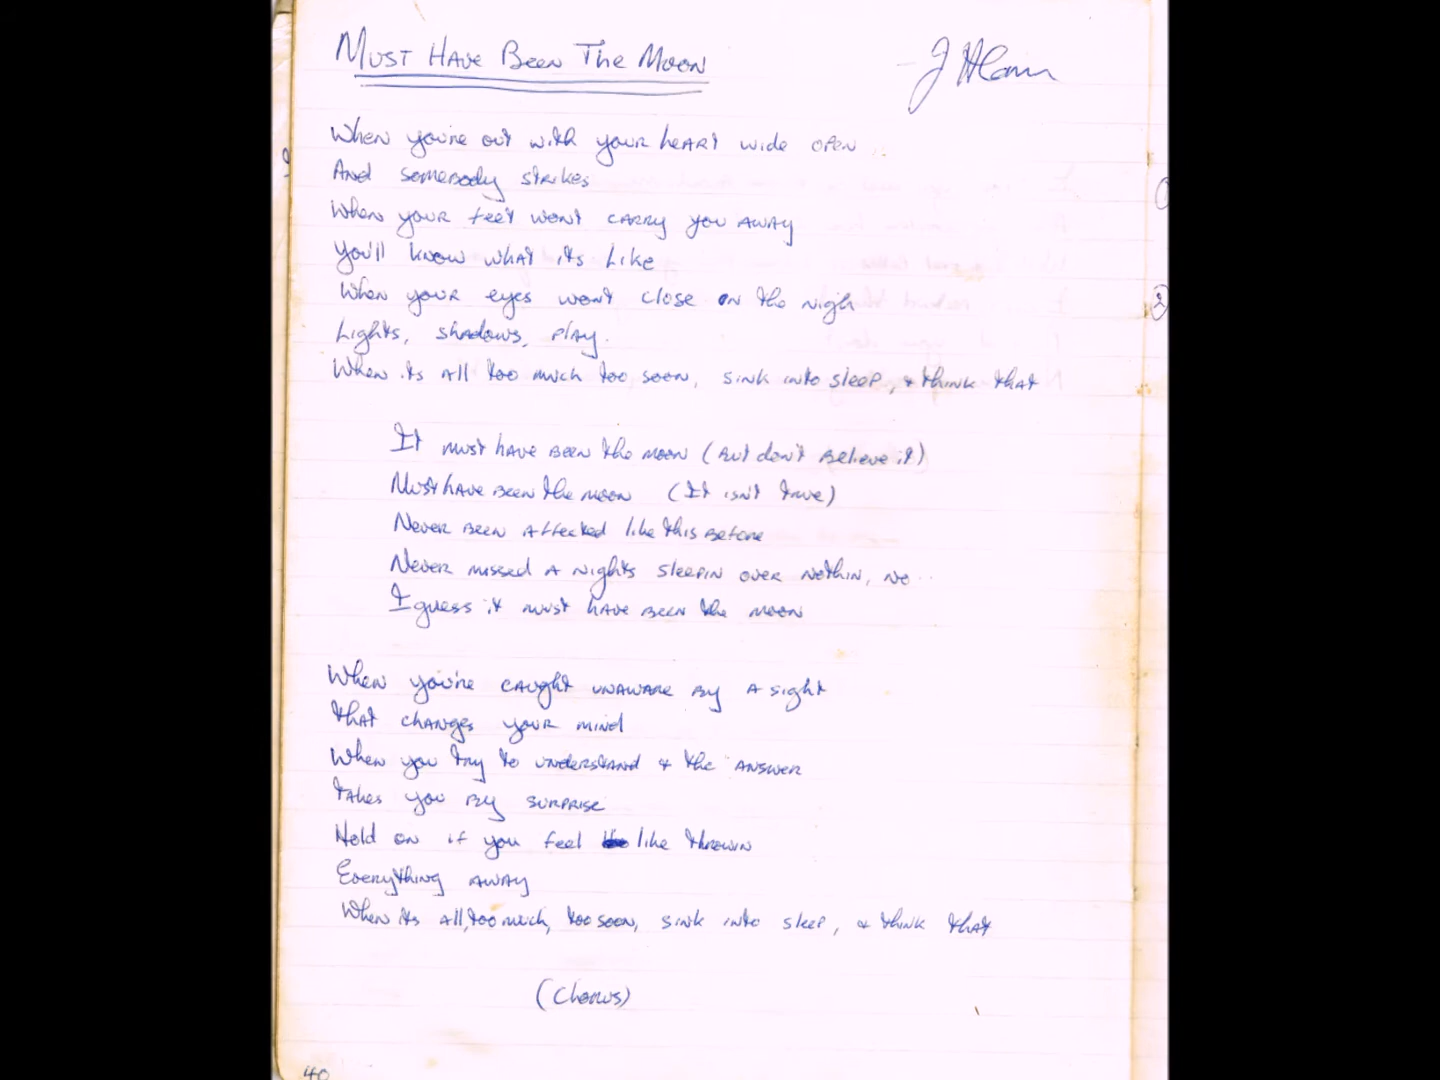 Must Have Been The Moon
When you're out with your heart wide open ..
And somebody strikes
When your feet wont carry you away
You'll know what its like
When your eyes wont close on the nigh
Lights, shadows, play.
When its all too much too soon, sink into sleep, & think that
It must have been the moon (But don't believe it)
Must have been the moon (It isn't true)
Never been affected like this before
Never missed a nights sleepin over nothin, no ..
I guess it must have been the moon
When you're caught unaware by a sight
that changes your mind
When you try to understand & the answer
takes you by surprise
Hold on if you feel like throwin
Everything away
When its all, too much, too soon, sink into sleep, & think that
(Chorus)
40